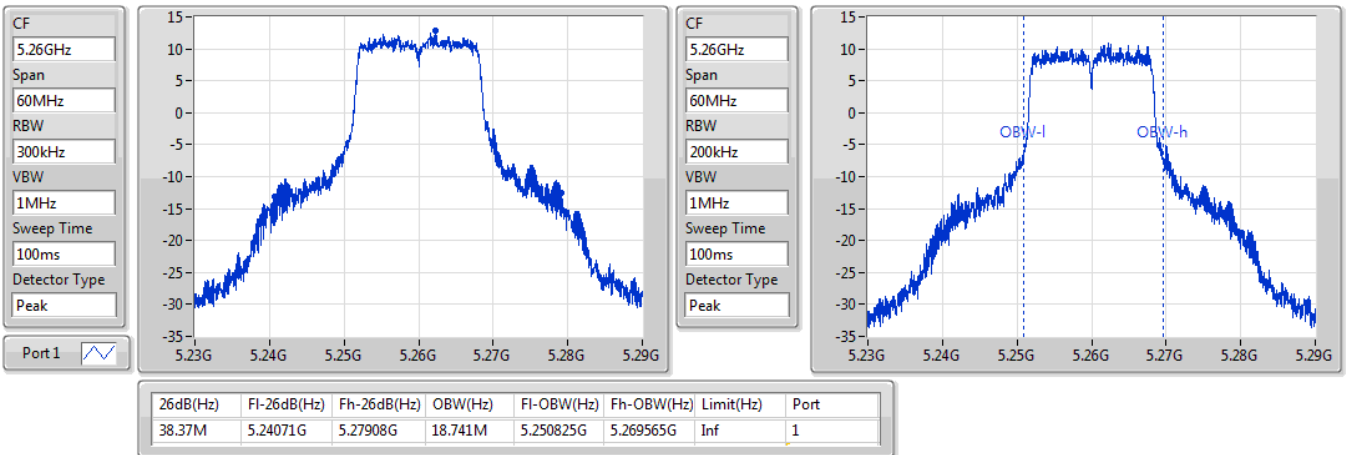 CF
5.26GHz
Span
60MHz
RBW
300kHz
VBW
1MHz
Sweep Time
100ms
Detector Type
Peak
Port 1
15
10
5
0
-5
-10
-15
-20
-25
-30
-35
5.23G 5.24G 5.25G 5.26G 5.27G 5.28G 5.29G
CF
5.26GHz
Span
60MHz
RBW
200kHz
VBW
1MHz
Sweep Time
100ms
Detector Type
Peak
15
10
5
0
-5
-10
-15
-20
-25
-30
-35
OBW-l OBW-h
5.23G 5.24G 5.25G 5.26G 5.27G 5.28G 5.29G
26dB(Hz) Fl-26dB(Hz) Fh-26dB(Hz) OBW(Hz) Fl-OBW(Hz) Fh-OBW(Hz) Limit(Hz) Port
38.37M 5.24071G 5.27908G 18.741M 5.250825G 5.269565G Inf 1